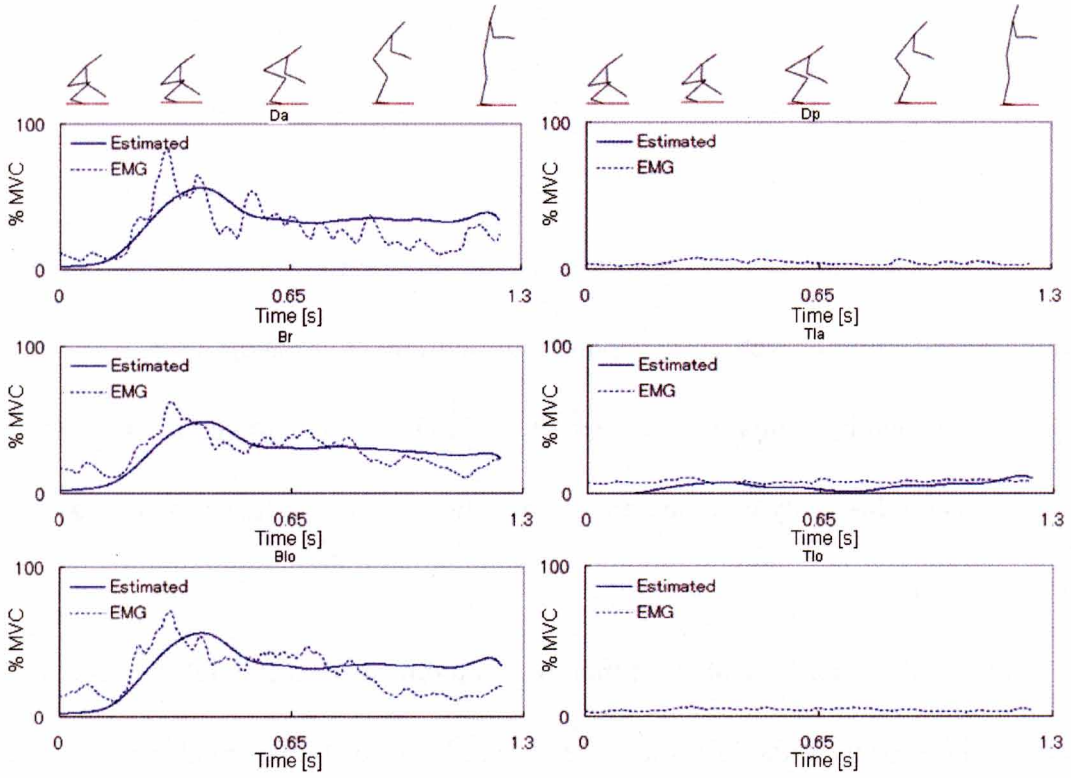 Da
100
Estimated
EMG
% MVC
0
0
0.65
1.3
Time [s]
Dp
100
Estimated
EMG
% MVC
0
0
0.65
1.3
Time [s]
Br
100
Estimated
EMG
% MVC
0
0
0.65
1.3
Time [s]
Tla
100
Estimated
EMG
% MVC
0
0
0.65
1.3
Time [s]
Blo
100
Estimated
EMG
% MVC
0
0
0.65
1.3
Time [s]
Tlo
100
Estimated
EMG
% MVC
0
0
0.65
1.3
Time [s]